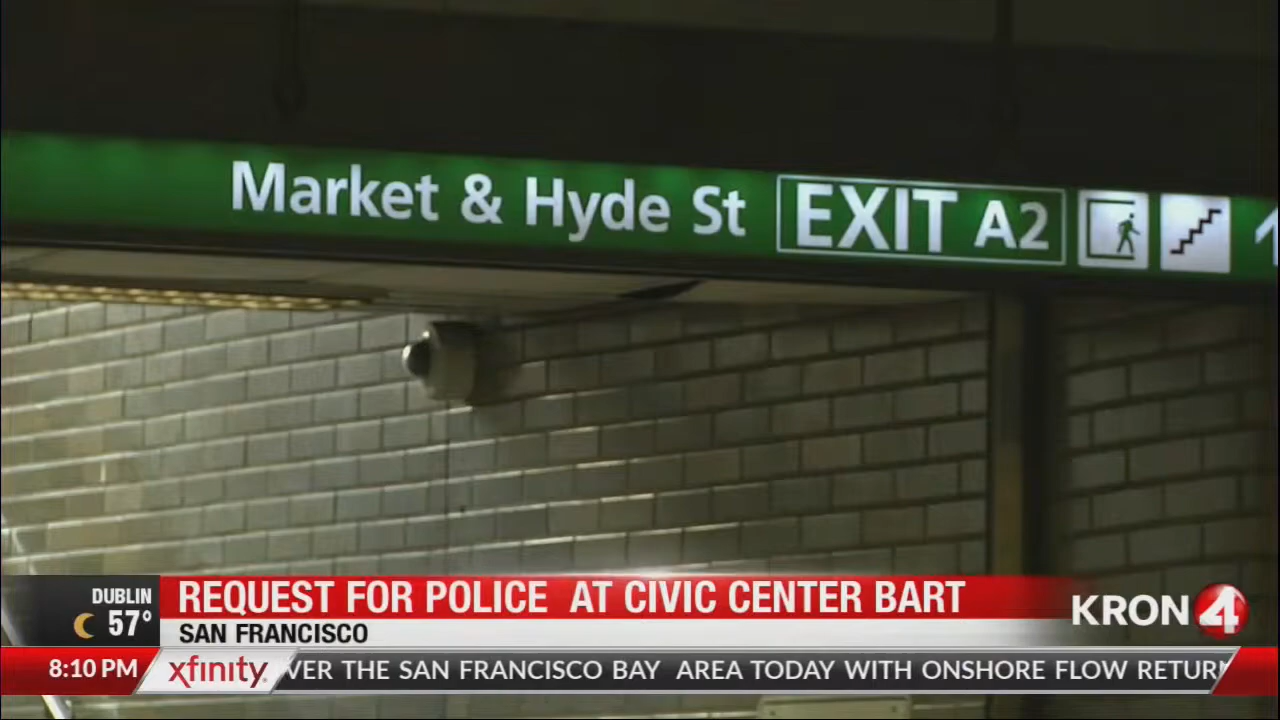 Market & Hyde St EXIT A2
DUBLIN
57°
REQUEST FOR POLICE  AT CIVIC CENTER BART
SAN FRANCISCO
KRON 4
8:10 PM
xfinity
VER THE SAN FRANCISCO BAY  AREA TODAY WITH ONSHORE FLOW RETUR